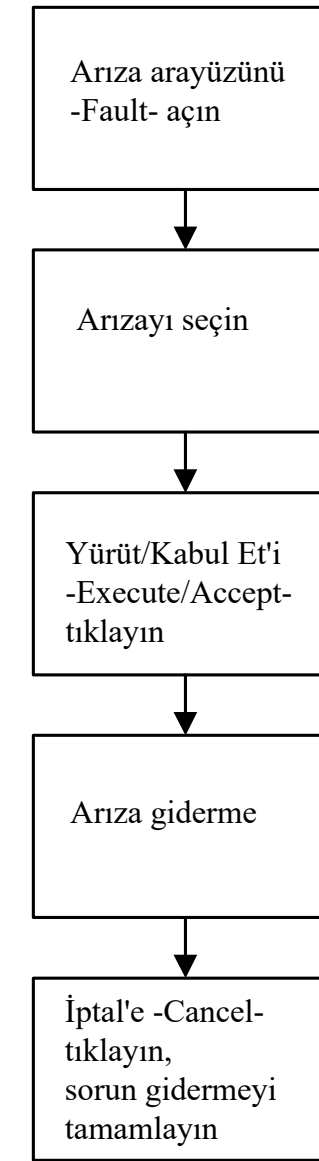 Arıza arayüzünü
-Fault- açın
Arızayı seçin
Yürüt/Kabul Et'i
-Execute/Accept-
tıklayın
Arıza giderme
İptal'e -Cancel-
tıklayın,
sorun gidermeyi
tamamlayın